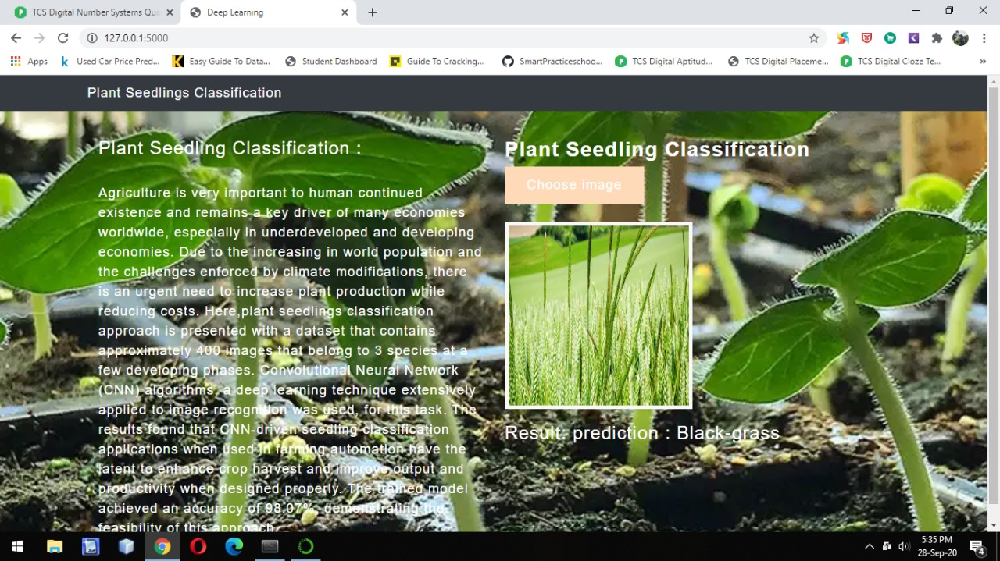 TCS Digital Number Systems Qui
Deep Learning
127.0.0.1:5000
Apps
Used Car Price Pred...
Easy Guide To Data...
Student Dashboard
Guide To Cracking...
SmartPracticeschoo...
TCS Digital Aptitud...
TCS Digital Placeme...
TCS Digital Cloze Te...
Plant Seedlings Classification
Plant Seedling Classification :
Agriculture is very important to human continued
existence and remains a key driver of many economies
worldwide, especially in underdeveloped and developing
economies. Due to the increasing in world population and
the challenges enforced by climate modifications, there
is an urgent need to increase plant production while
reducing costs. Here,plant seedlings classification
approach is presented with a dataset that contains
approximately 400 images that belong to 3 species at a
few developing phases. Convolutional Neural Network
(CNN) algorithms, a deep learning technique extensively
applied to image recognition was used, for this task. The
results found that CNN-driven seedling classification
applications when used in farming automation have the
latent to enhance crop harvest and improve output and
productivity when designed properly. The trained model
achieved an accuracy of 98.07%, demonstrating the
feasibility of this approach.
Plant Seedling Classification
Choose image
Result: prediction : Black-grass
5:35 PM
28-Sep-20
4